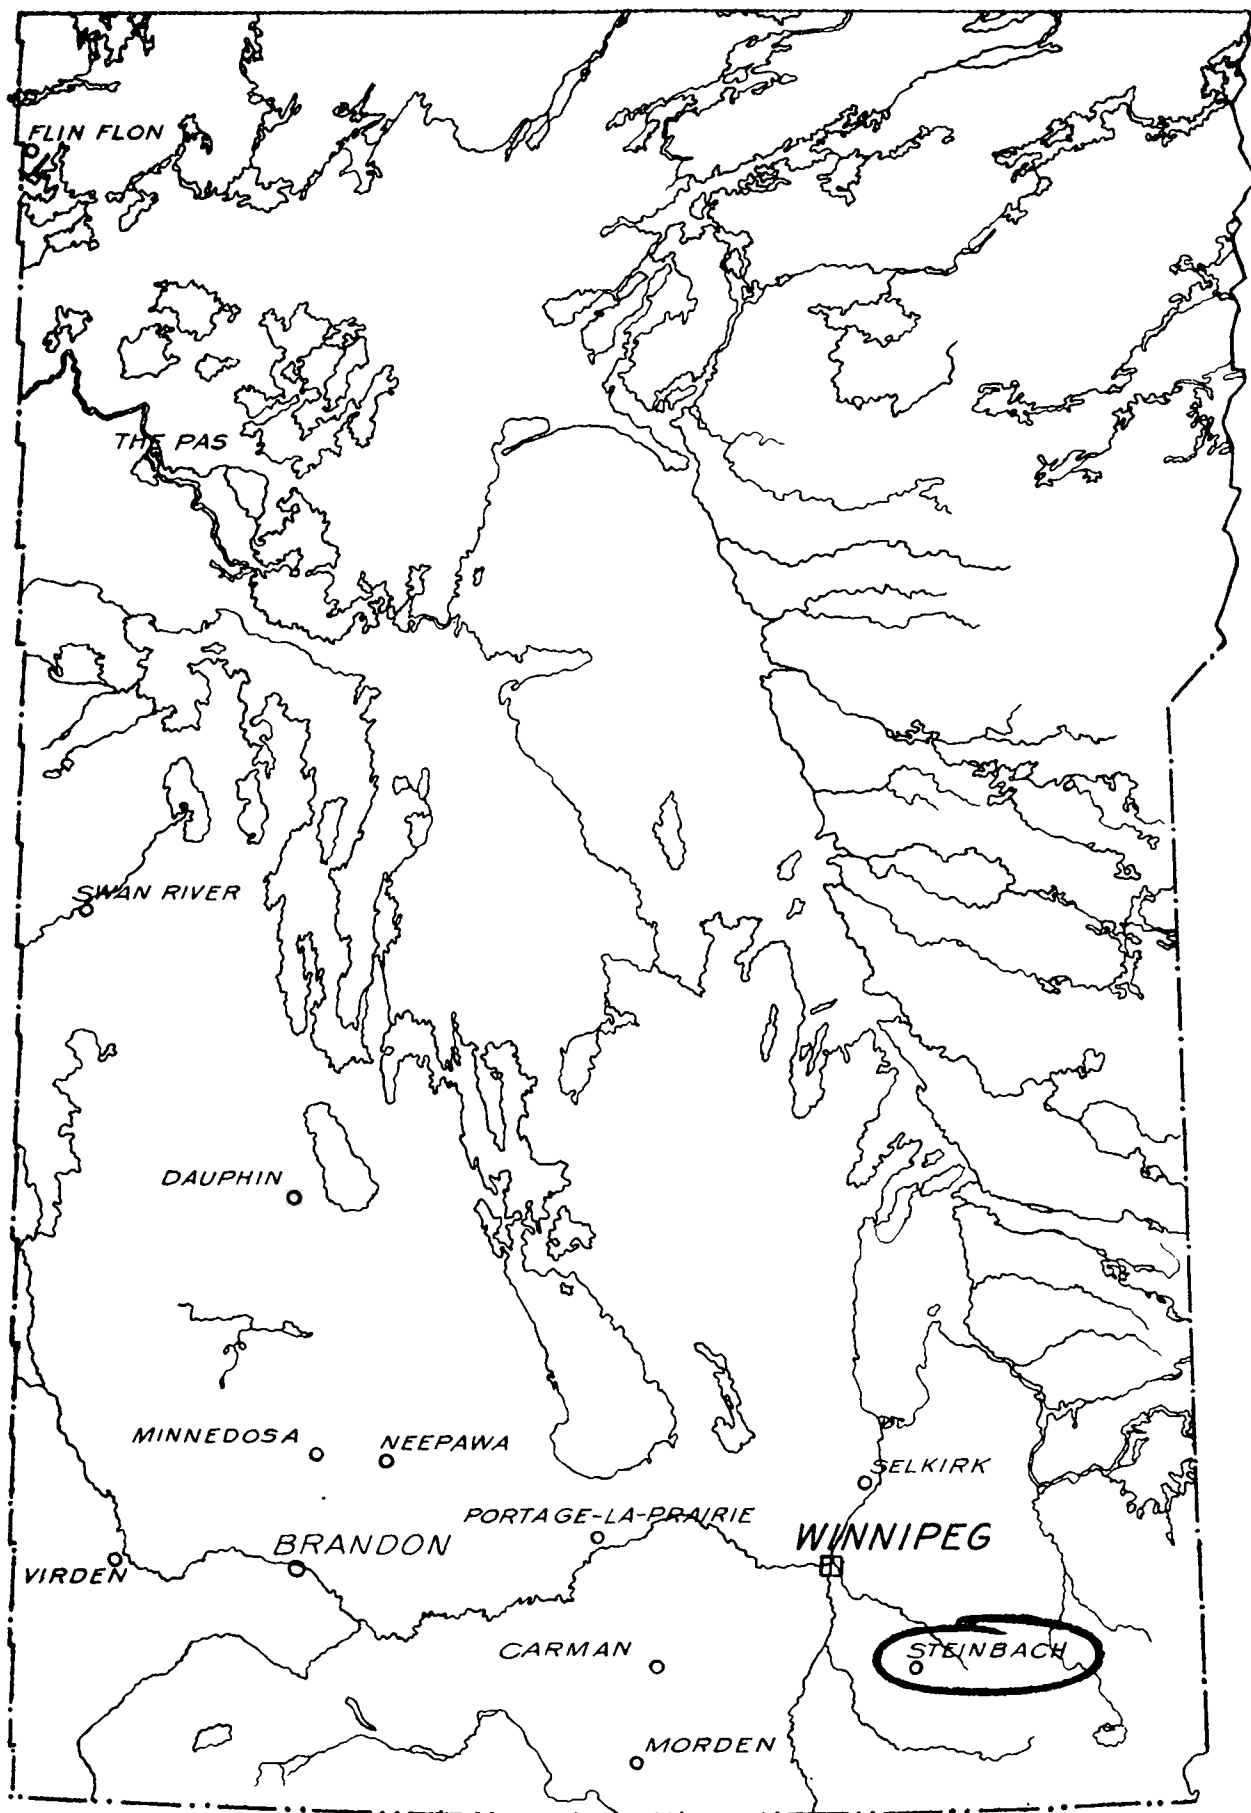 FLIN FLON
THE PAS
SWAN RIVER
DAUPHIN
MINNEDOSA
NEEPAWA
SELKIRK
PORTAGE-LA-PRAIRIE
WINNIPEG
BRANDON
VIRDEN
CARMAN
STEINBACH
MORDEN